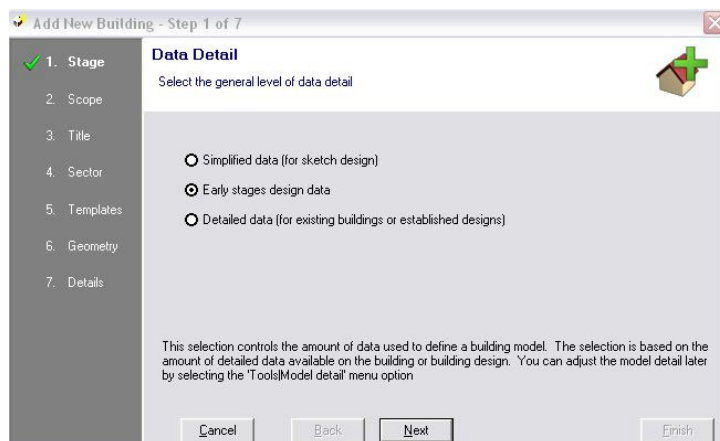 Add New Building - Step 1 of 7
1. Stage
2. Scope
3. Title
4. Sector
5. Templates
6. Geometry
7. Details
Data Detail
Select the general level of data detail
Simplified data (for sketch design)
Early stages design data
Detailed data (for existing buildings or established designs)
This selection controls the amount of data used to define a building model. The selection is based on the
amount of detailed data available on the building or building design. You can adjust the model detail later
by selecting the 'Tools|Model detail' menu option
Cancel
Back
Next
Finish